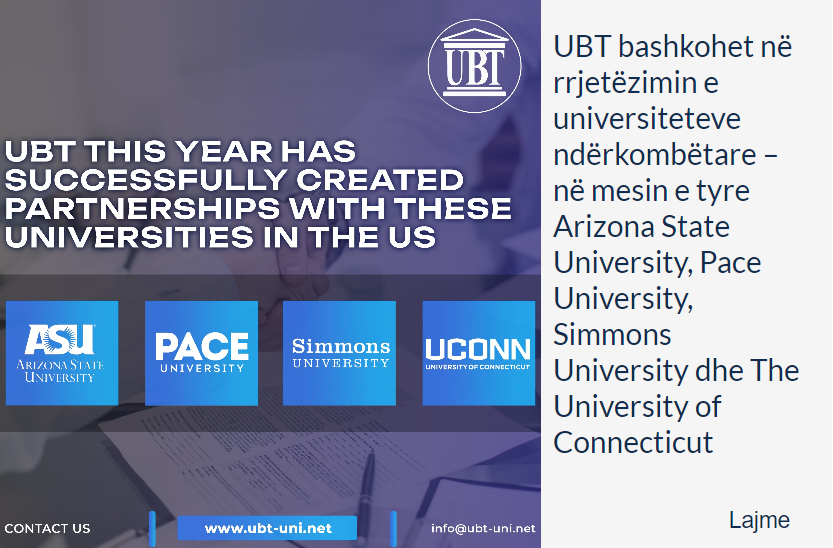 UBT
UBT THIS YEAR HAS
SUCCESSFULLY CREATED
PARTNERSHIPS WITH THESE
UNIVERSITIES IN THE US
ASU
ARIZONA STATE
UNIVERSITY
PACE
UNIVERSITY
Simmons
UNIVERSITY
UCONN
UNIVERSITY OF CONNECTICUT
CONTACT US
www.ubt-uni.net
info@ubt-uni.net
UBT bashkohet në
rrjetëzimin e
universiteteve
ndërkombëtare –
në mesin e tyre
Arizona State
University, Pace
University,
Simmons
University dhe The
University of
Connecticut
Lajme